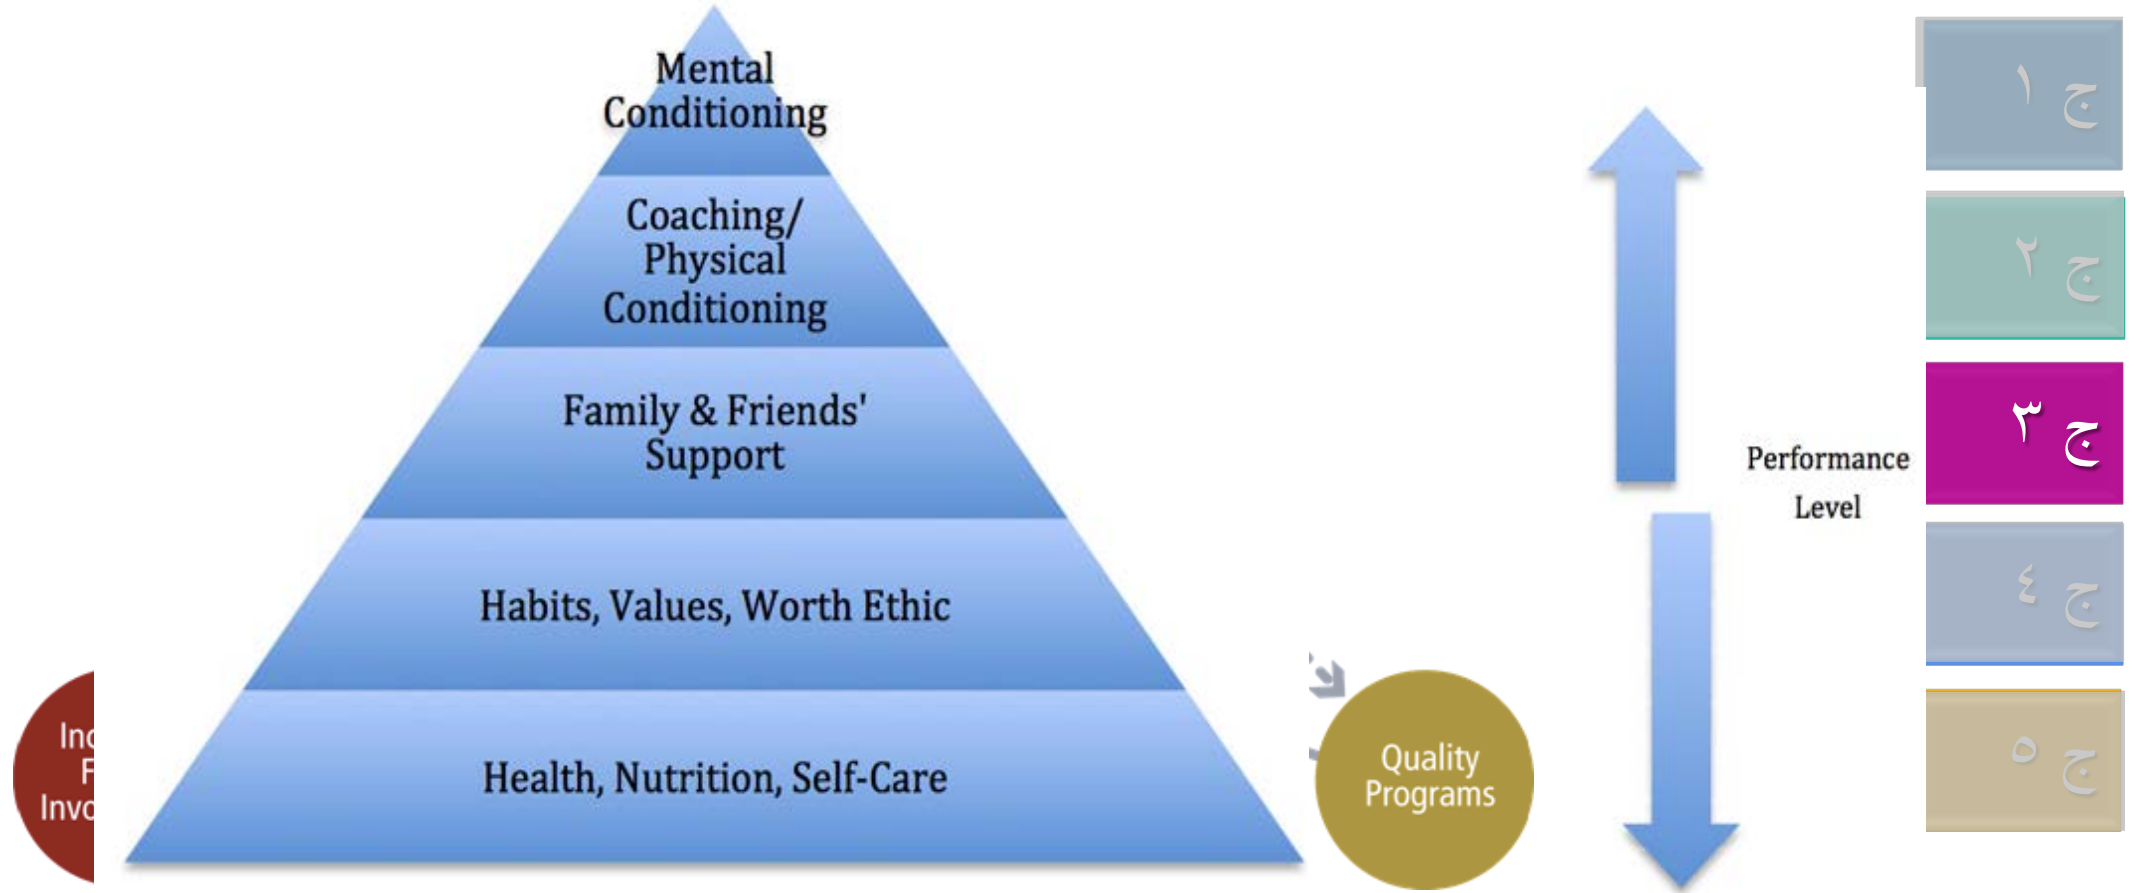 Mental
Conditioning
Coaching/
Physical
Conditioning
Family & Friends'
Support
Habits, Values, Worth Ethic
Health, Nutrition, Self-Care
Quality
Programs
Performance
Level
ج ١
ج ٢
ج ٣
ج ٤
ج ٥